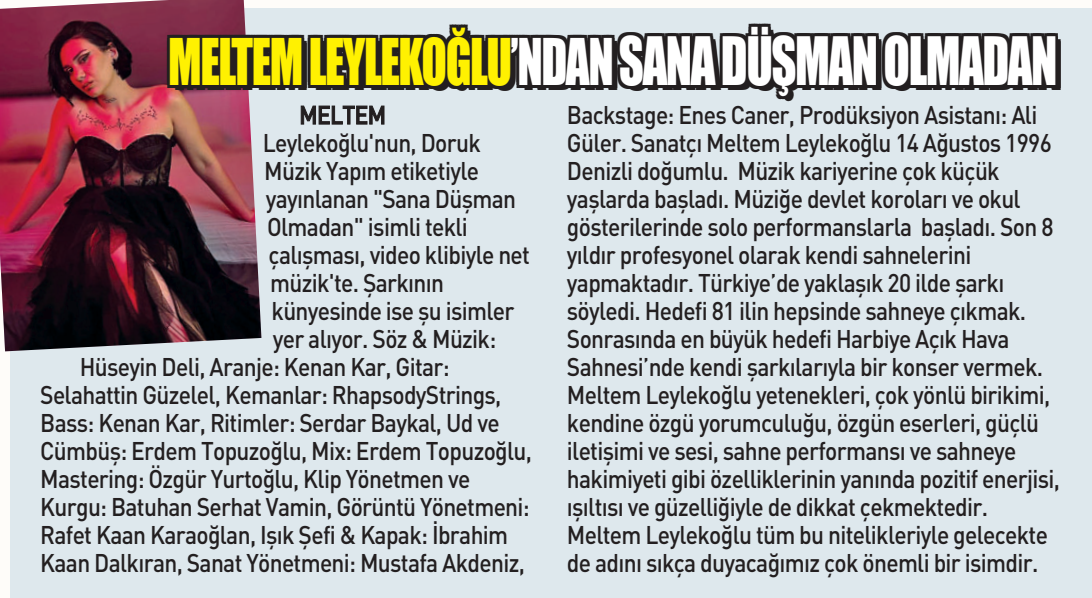 MELTEM LEYLEKOĞLU'NDAN SANA DÜŞMAN OLMADAN
MELTEM
Leylekoğlu'nun, Doruk
Müzik Yapım etiketiyle
yayınlanan "Sana Düşman
Olmadan" isimli tekli
çalışması, video klibiyle net
müzik'te. Şarkının
künyesinde ise şu isimler
yer alıyor. Söz & Müzik:
Hüseyin Deli, Aranje: Kenan Kar, Gitar:
Selahattin Güzelel, Kemanlar: RhapsodyStrings,
Bass: Kenan Kar, Ritimler: Serdar Baykal, Ud ve
Cümbüş: Erdem Topuzoğlu, Mix: Erdem Topuzoğlu,
Mastering: Özgür Yurtoğlu, Klip Yönetmen ve
Kurgu: Batuhan Serhat Vamin, Görüntü Yönetmeni:
Rafet Kaan Karaoğlan, Işık Şefi & Kapak: İbrahim
Kaan Dalkıran, Sanat Yönetmeni: Mustafa Akdeniz,
Backstage: Enes Caner, Prodüksiyon Asistanı: Ali
Güler. Sanatçı Meltem Leylekoğlu 14 Ağustos 1996
Denizli doğumlu. Müzik kariyerine çok küçük
yaşlarda başladı. Müziğe devlet koroları ve okul
gösterilerinde solo performanslarla başladı. Son 8
yıldır profesyonel olarak kendi sahnelerini
yapmaktadır. Türkiye'de yaklaşık 20 ilde şarkı
söyledi. Hedefi 81 ilin hepsinde sahneye çıkmak.
Sonrasında en büyük hedefi Harbiye Açık Hava
Sahnesi'nde kendi şarkılarıyla bir konser vermek.
Meltem Leylekoğlu yetenekleri, çok yönlü birikimi,
kendine özgü yorumculuğu, özgün eserleri, güçlü
iletişimi ve sesi, sahne performansı ve sahneye
hakimiyeti gibi özelliklerinin yanında pozitif enerjisi,
ışıltısı ve güzelliğiyle de dikkat çekmektedir.
Meltem Leylekoğlu tüm bu nitelikleriyle gelecekte
de adını sıkça duyacağımız çok önemli bir isimdir.